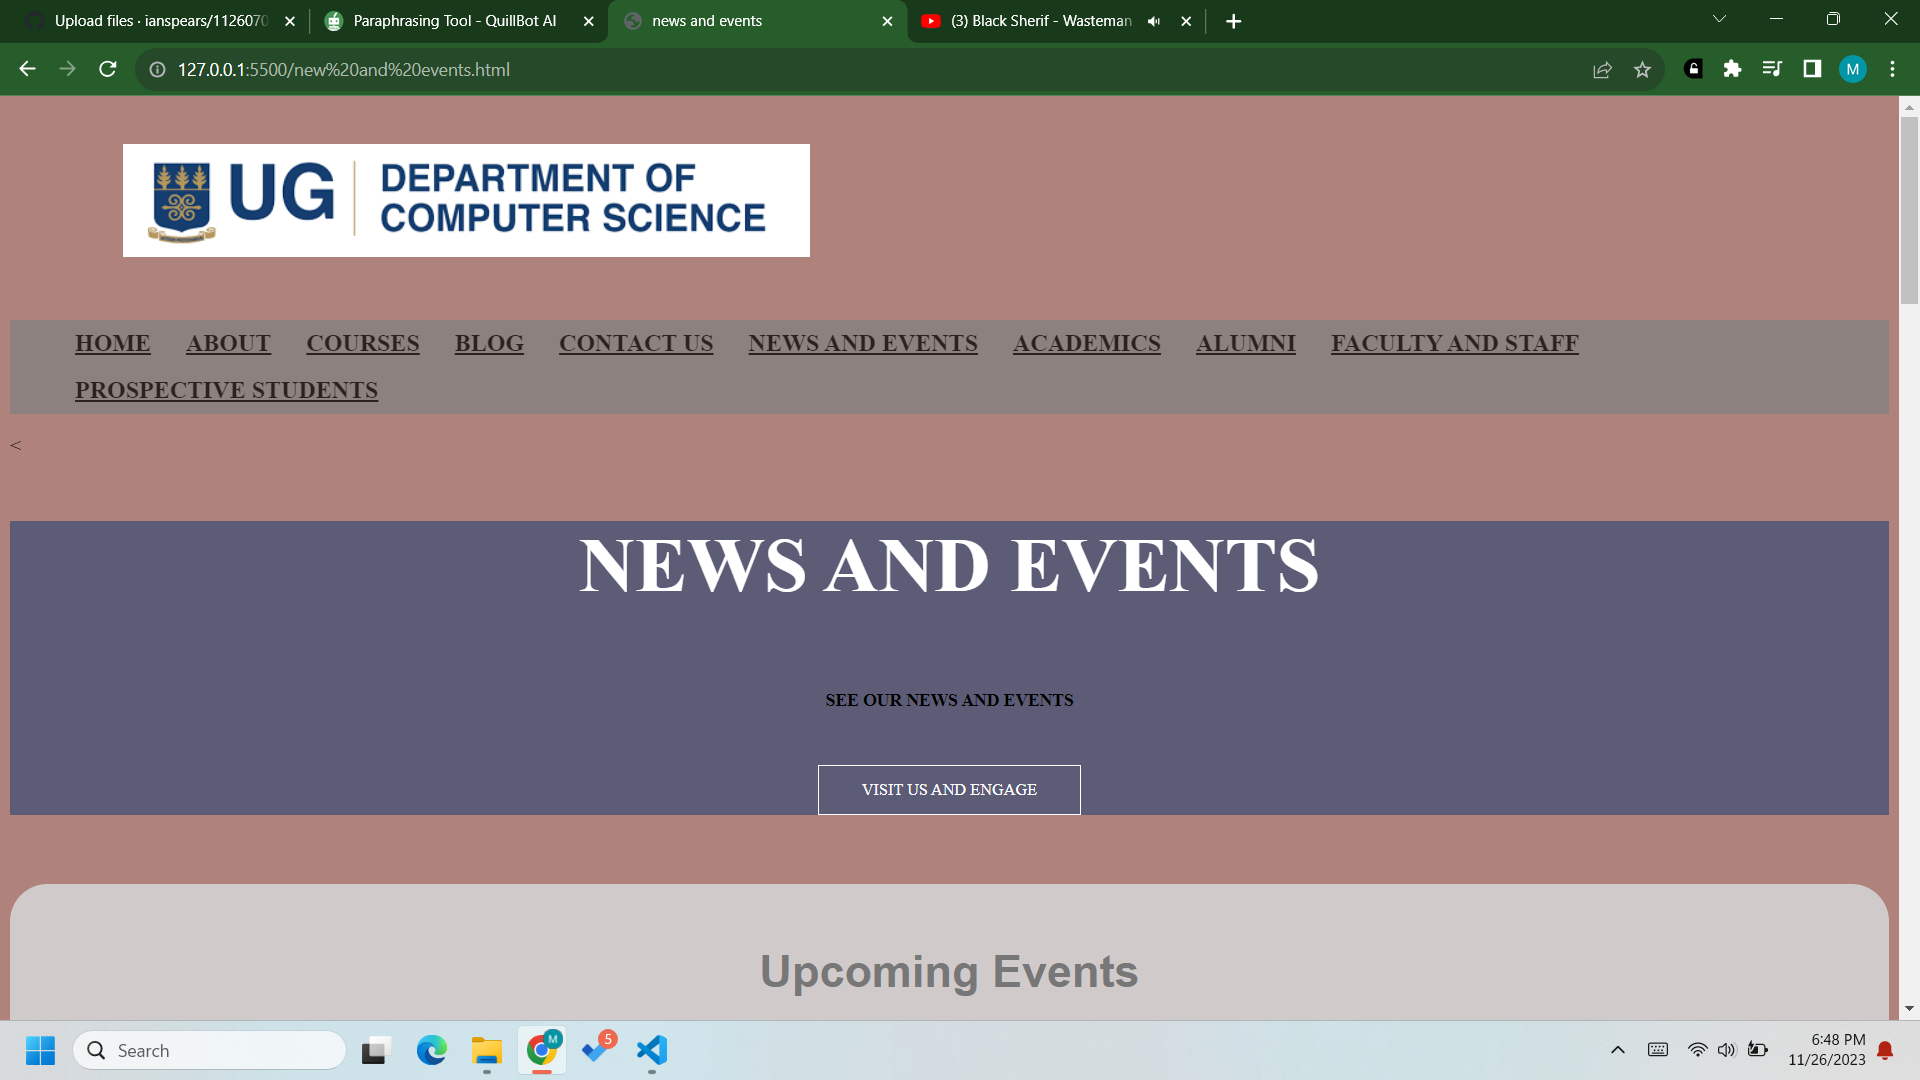 Upload files · ianspears/1126070
Paraphrasing Tool - QuillBot AI
news and events
(3) Black Sherif - Wasteman
127.0.0.1:5500/new%20and%20events.html
M
UG
DEPARTMENT OF
COMPUTER SCIENCE
HOME ABOUT COURSES BLOG CONTACT US NEWS AND EVENTS ACADEMICS ALUMNI FACULTY AND STAFF
PROSPECTIVE STUDENTS
<
NEWS AND EVENTS
SEE OUR NEWS AND EVENTS
VISIT US AND ENGAGE
Upcoming Events
Search
M
5
6:48 PM
11/26/2023